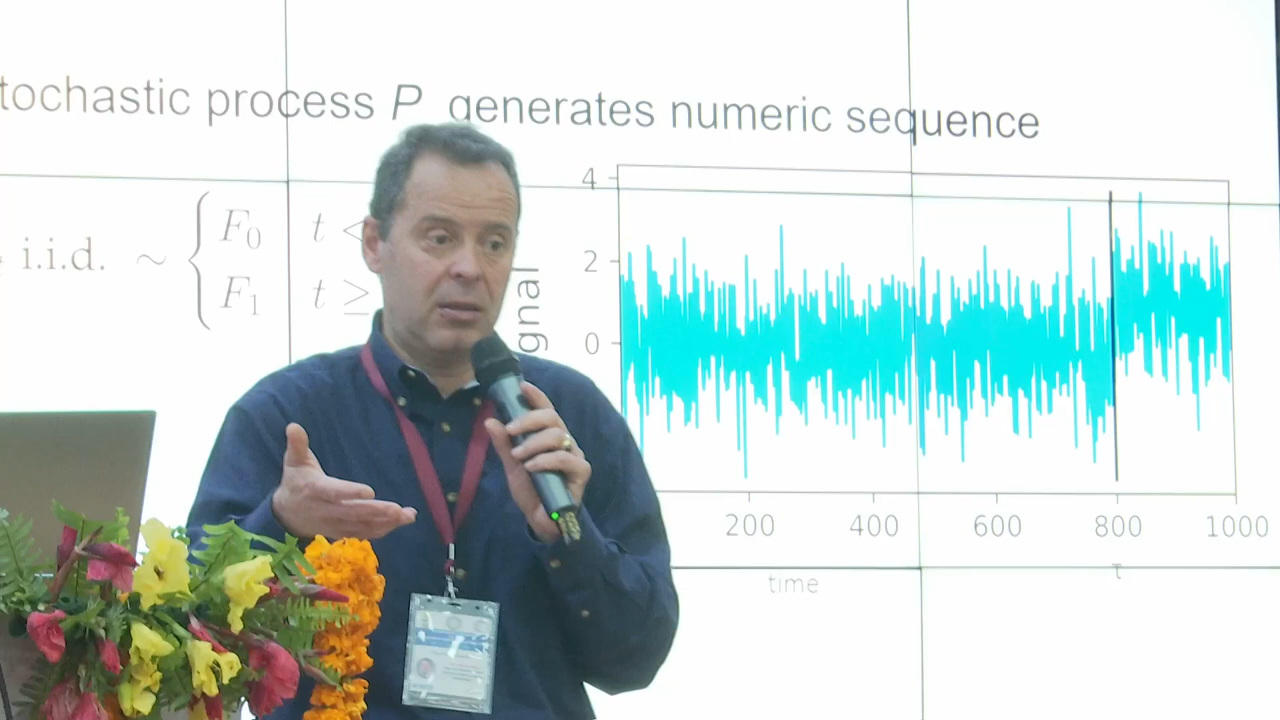 tochastic process P generates numeric sequence
i.i.d. ~ { F0 t <
F1 t ≥
4
2
0
gnal
200 400 600 800 1000
time τ